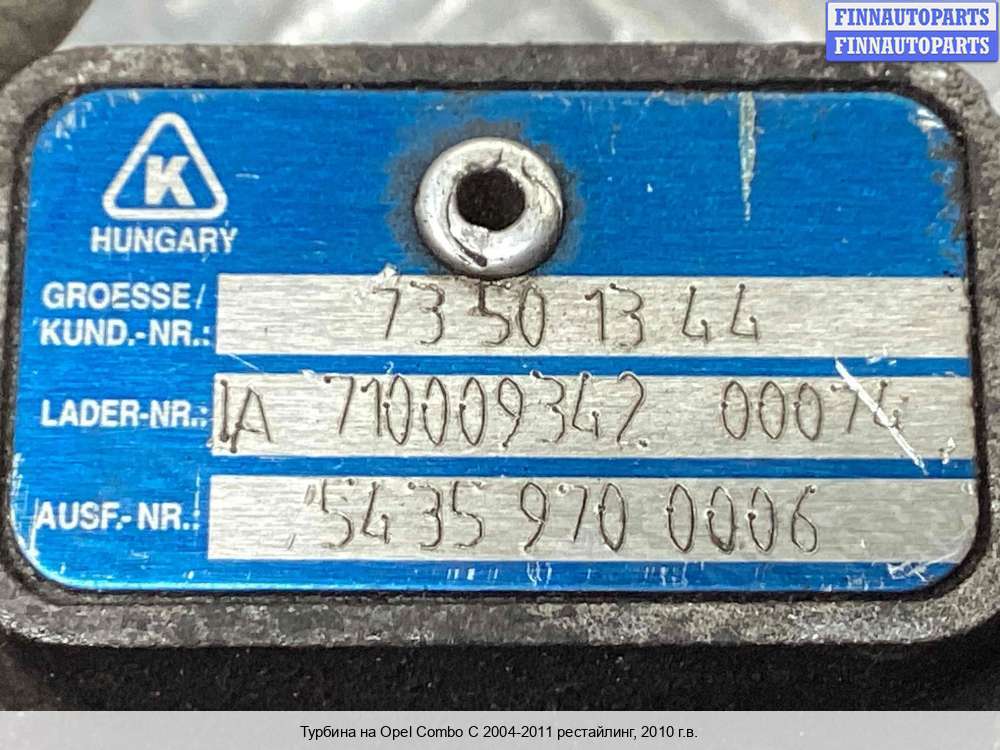 FINNAUTOPARTS
FINNAUTOPARTS
K
HUNGARY
GROESSE/
KUND.-NR.: 73 50 13 44
LADER-NR.: IA 710009342 00074
AUSF.-NR.: 5435 970 0006
Турбина на Opel Combo C 2004-2011 рестайлинг, 2010 г.в.